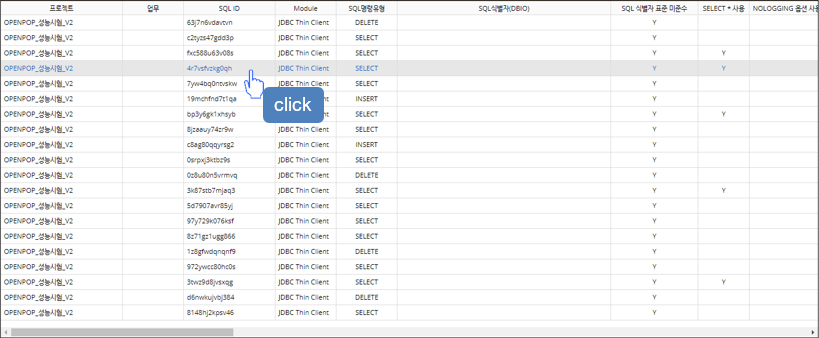 프로젝트 업무 SQL ID Module SQL명령유형 SQL식별자(DBIO) SQL 식별자 표준 미준수 SELECT * 사용 NOLOGGING 옵션 사용
OPENPOP_성능시험_V2 63j7n6vdavtvn JDBC Thin Client DELETE Y
OPENPOP_성능시험_V2 c2tyzs47gdd3p JDBC Thin Client SELECT Y
OPENPOP_성능시험_V2 fxc588u63v08s JDBC Thin Client SELECT Y Y
OPENPOP_성능시험_V2 4r7vsfvzkg0qh JDBC Thin Client SELECT Y Y
OPENPOP_성능시험_V2 7yw4bq0ntvskw JDBC Thin Client SELECT Y
OPENPOP_성능시험_V2 19mchfnd7t1qa Client INSERT Y
click
OPENPOP_성능시험_V2 bp3y6gk1xhsyb Client SELECT Y Y
OPENPOP_성능시험_V2 8jzaauy74zr9w JDBC Thin Client SELECT Y
OPENPOP_성능시험_V2 c8ag80qqyrsg2 JDBC Thin Client INSERT Y
OPENPOP_성능시험_V2 0srpxj3ktbz9s JDBC Thin Client SELECT Y
OPENPOP_성능시험_V2 0z8u80n5vrmvq JDBC Thin Client DELETE Y
OPENPOP_성능시험_V2 3k87stb7mjaq3 JDBC Thin Client SELECT Y Y
OPENPOP_성능시험_V2 5d7907avr85yj JDBC Thin Client SELECT Y
OPENPOP_성능시험_V2 97y729k076ksf JDBC Thin Client SELECT Y
OPENPOP_성능시험_V2 8z71gz1ugg866 JDBC Thin Client SELECT Y
OPENPOP_성능시험_V2 1z8gfwdqnqnf9 JDBC Thin Client DELETE Y
OPENPOP_성능시험_V2 972ywcc80hc0s JDBC Thin Client SELECT Y
OPENPOP_성능시험_V2 3twz9d8jvsxqg JDBC Thin Client SELECT Y Y
OPENPOP_성능시험_V2 d6nwkujvbj384 JDBC Thin Client DELETE Y
OPENPOP_성능시험_V2 8148hj2kpsv46 JDBC Thin Client SELECT Y